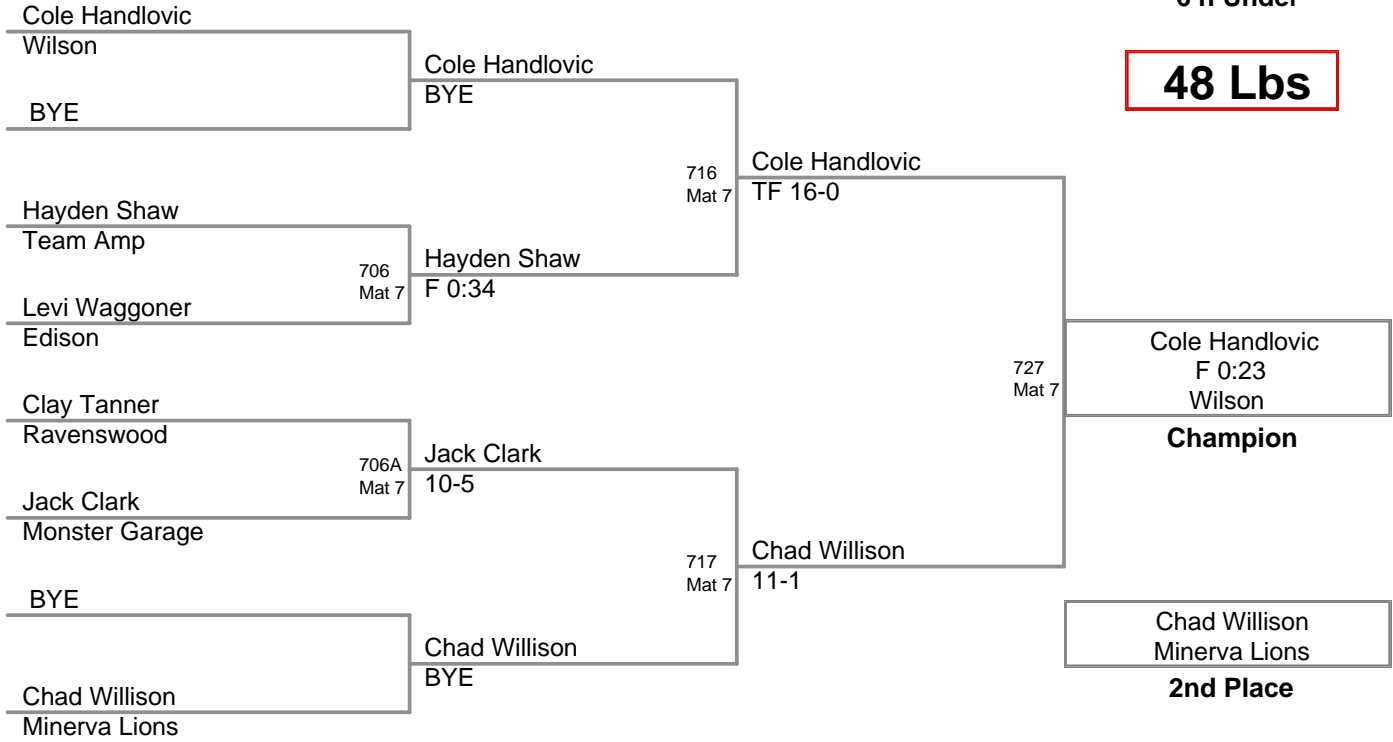 Cole Handlovic
Wilson
BYE
Hayden Shaw
Team Amp
Levi Waggoner
Edison
Clay Tanner
Ravenswood
Jack Clark
Monster Garage
BYE
Chad Willison
Minerva Lions
706
Mat 7
706A
Mat 7
Cole Handlovic
BYE
Hayden Shaw
F 0:34
Jack Clark
10-5
Chad Willison
BYE
716
Mat 7
717
Mat 7
Cole Handlovic
TF 16-0
Chad Willison
11-1
727
Mat 7
48 Lbs
Cole Handlovic
F 0:23
Wilson
Champion
Chad Willison
Minerva Lions
2nd Place